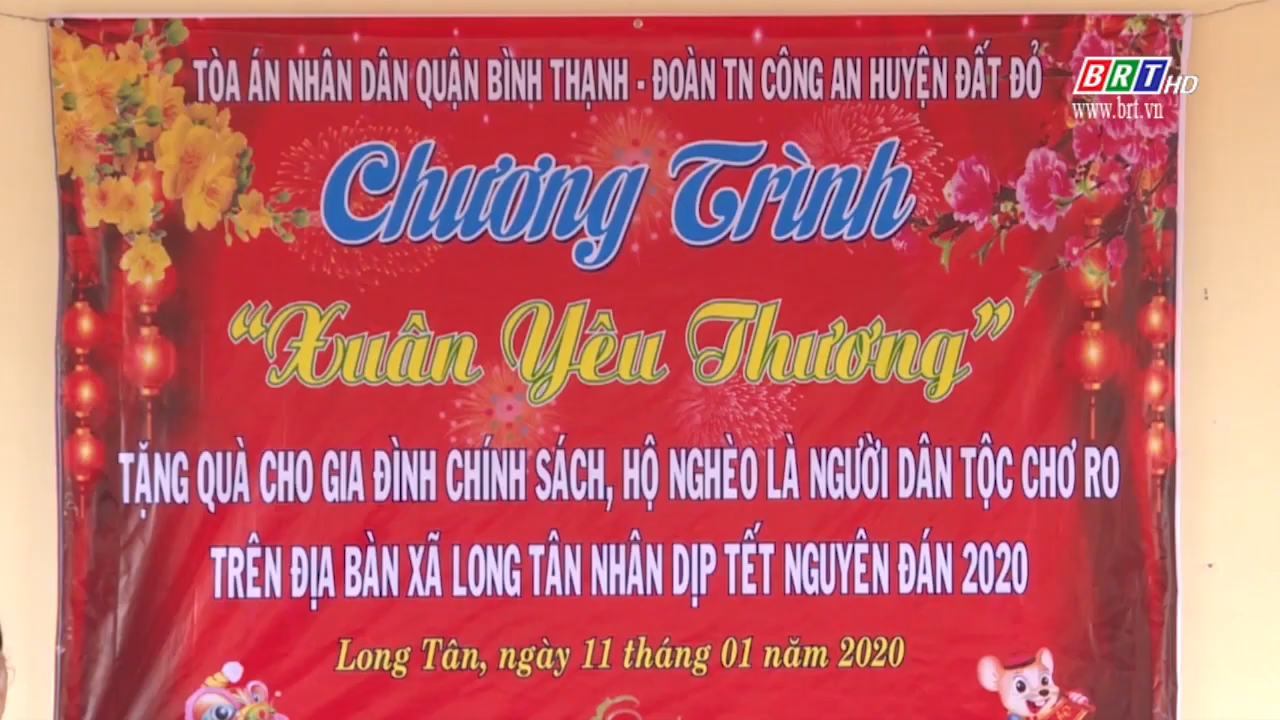 TÒA ÁN NHÂN DÂN QUẬN BÌNH THẠNH - ĐOÀN TN CÔNG AN HUYỆN ĐẤT ĐỎ
BRT HD
www.brt.vn
Chương Trình
“Xuân Yêu Thương”
TẶNG QUÀ CHO GIA ĐÌNH CHÍNH SÁCH, HỘ NGHÈO LÀ NGƯỜI DÂN TỘC CHƠ RO
TRÊN ĐỊA BÀN XÃ LONG TÂN NHÂN DỊP TẾT NGUYÊN ĐÁN 2020
Long Tân, ngày 11 tháng 01 năm 2020